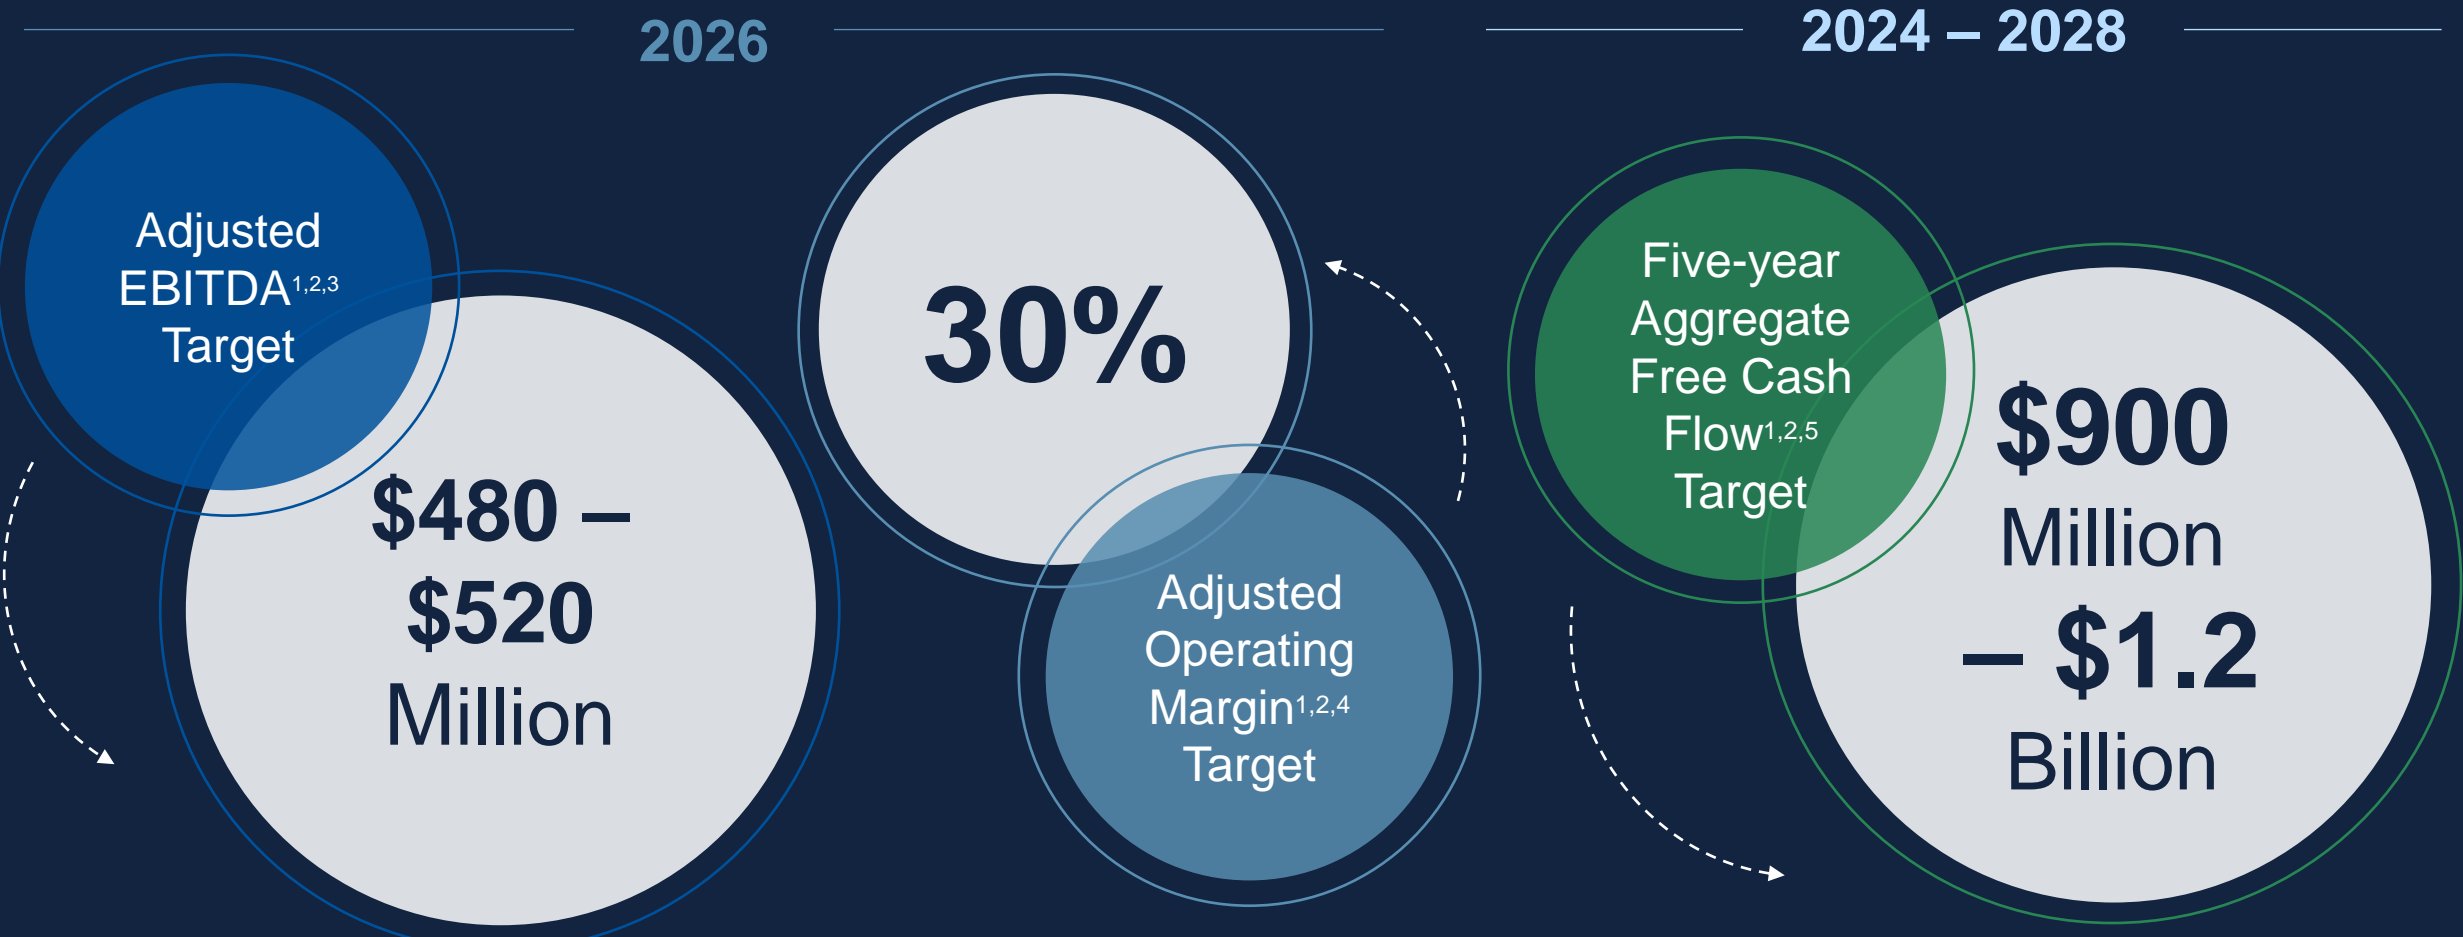 2026
Adjusted
EBITDA1,2,3
Target
$480 –
$520
Million
30%
Adjusted
Operating
Margin1,2,4
Target
2024 – 2028
Five-year
Aggregate
Free Cash
Flow1,2,5
Target
$900
Million
– $1.2
Billion